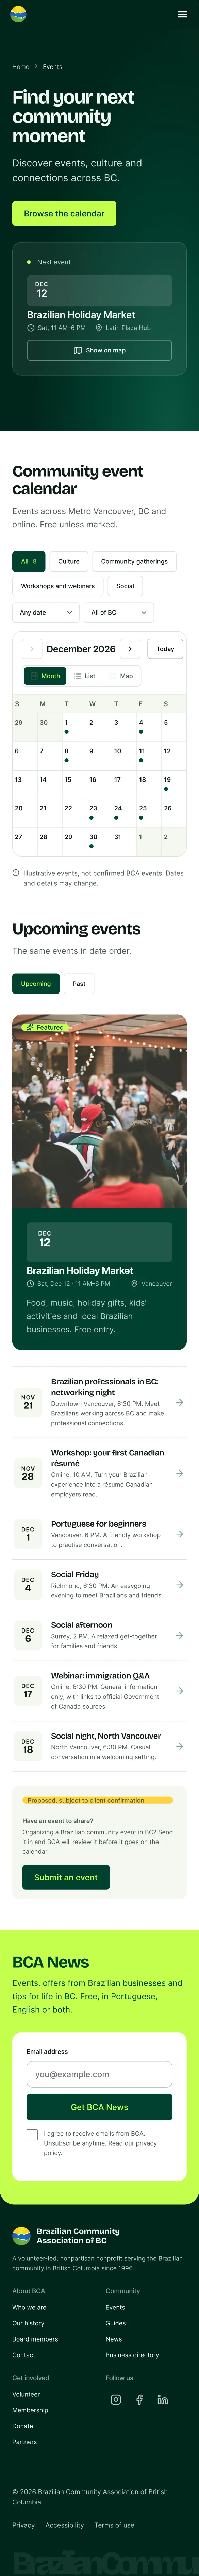 Home > Events
Find your next
community
moment
Discover events, culture and
connections across BC.
Browse the calendar
Next event
DEC
12
Brazilian Holiday Market
Sat, 11 AM–6 PM Latin Plaza Hub
Show on map
Community event
calendar
Events across Metro Vancouver, BC and
online. Free unless marked.
All 8 Culture Community gatherings
Workshops and webinars Social
Any date All of BC
December 2026 Today
Month List Map
S M T W T F S
29 30 1 2 3 4 5
6 7 8 9 10 11 12
13 14 15 16 17 18 19
20 21 22 23 24 25 26
27 28 29 30 31 1 2
Illustrative events, not confirmed BCA events. Dates
and details may change.
Upcoming events
The same events in date order.
Upcoming Past
Featured
DEC
12
Brazilian Holiday Market
Sat, Dec 12 · 11 AM–6 PM Vancouver
Food, music, holiday gifts, kids'
activities and local Brazilian
businesses. Free entry.
NOV
21
Brazilian professionals in BC:
networking night
Downtown Vancouver, 6:30 PM. Meet
Brazilians working across BC and make
professional connections.
NOV
28
Workshop: your first Canadian
résumé
Online, 10 AM. Turn your Brazilian
experience into a résumé Canadian
employers read.
DEC
1
Portuguese for beginners
Vancouver, 6 PM. A friendly workshop
to practise conversation.
DEC
4
Social Friday
Richmond, 6:30 PM. An easygoing
evening to meet Brazilians and friends.
DEC
6
Social afternoon
Surrey, 2 PM. A relaxed get-together
for families and friends.
DEC
17
Webinar: immigration Q&A
Online, 6:30 PM. General information
only, with links to official Government
of Canada sources.
DEC
18
Social night, North Vancouver
North Vancouver, 6:30 PM. Casual
conversation in a welcoming setting.
Proposed, subject to client confirmation
Have an event to share?
Organizing a Brazilian community event in BC? Send
it in and BCA will review it before it goes on the
calendar.
Submit an event
BCA News
Events, offers from Brazilian businesses and
tips for life in BC. Free, in Portuguese,
English or both.
Email address
you@example.com
Get BCA News
I agree to receive emails from BCA.
Unsubscribe anytime. Read our privacy
policy.
Brazilian Community
Association of BC
A volunteer-led, nonpartisan nonprofit serving the Brazilian
community in British Columbia since 1996.
About BCA
Who we are
Our history
Board members
Contact
Community
Events
Guides
News
Business directory
Get involved
Volunteer
Membership
Donate
Partners
Follow us
© 2026 Brazilian Community Association of British
Columbia
Privacy Accessibility Terms of use